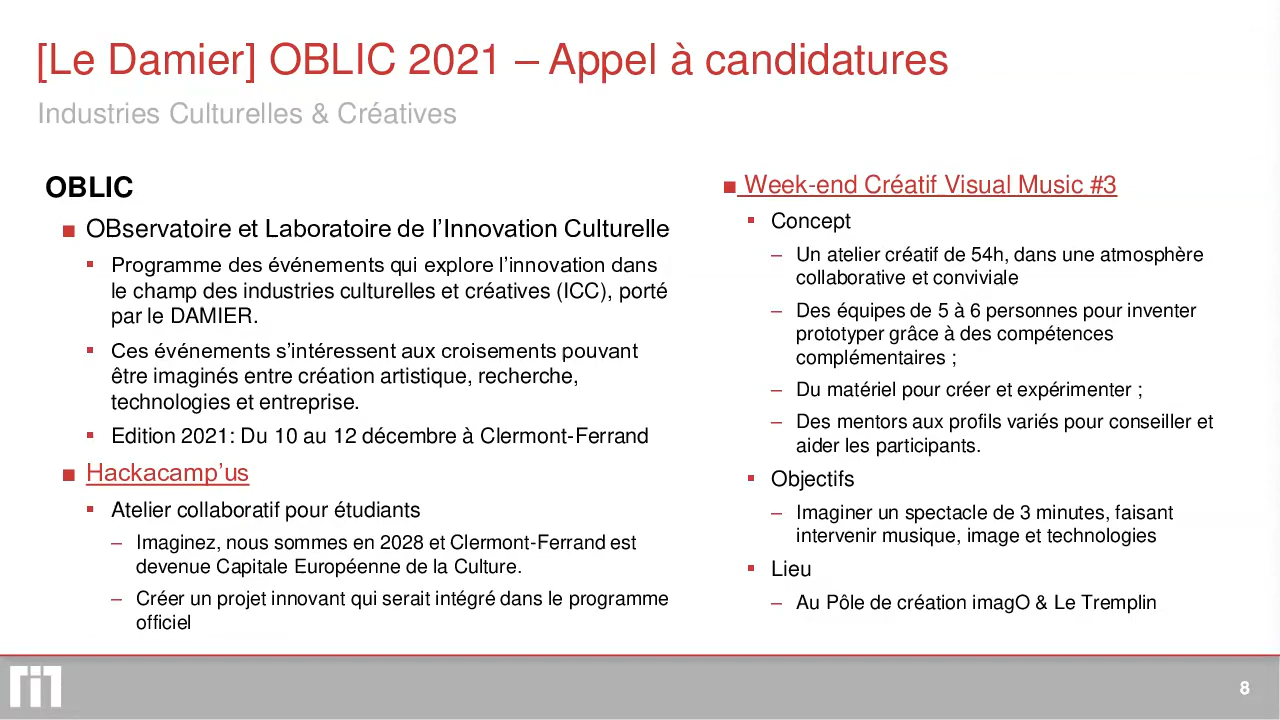 [Le Damier] OBLIC 2021 – Appel à candidatures
Industries Culturelles & Créatives
OBLIC
■ OBservatoire et Laboratoire de l’Innovation Culturelle
▪ Programme des événements qui explore l’innovation dans
le champ des industries culturelles et créatives (ICC), porté
par le DAMIER.
▪ Ces événements s’intéressent aux croisements pouvant
être imaginés entre création artistique, recherche,
technologies et entreprise.
▪ Edition 2021: Du 10 au 12 décembre à Clermont-Ferrand
■ Hackacamp’us
▪ Atelier collaboratif pour étudiants
– Imaginez, nous sommes en 2028 et Clermont-Ferrand est
devenue Capitale Européenne de la Culture.
– Créer un projet innovant qui serait intégré dans le programme
officiel
■ Week-end Créatif Visual Music #3
▪ Concept
– Un atelier créatif de 54h, dans une atmosphère
collaborative et conviviale
– Des équipes de 5 à 6 personnes pour inventer
prototyper grâce à des compétences
complémentaires ;
– Du matériel pour créer et expérimenter ;
– Des mentors aux profils variés pour conseiller et
aider les participants.
▪ Objectifs
– Imaginer un spectacle de 3 minutes, faisant
intervenir musique, image et technologies
▪ Lieu
– Au Pôle de création imagO & Le Tremplin
8